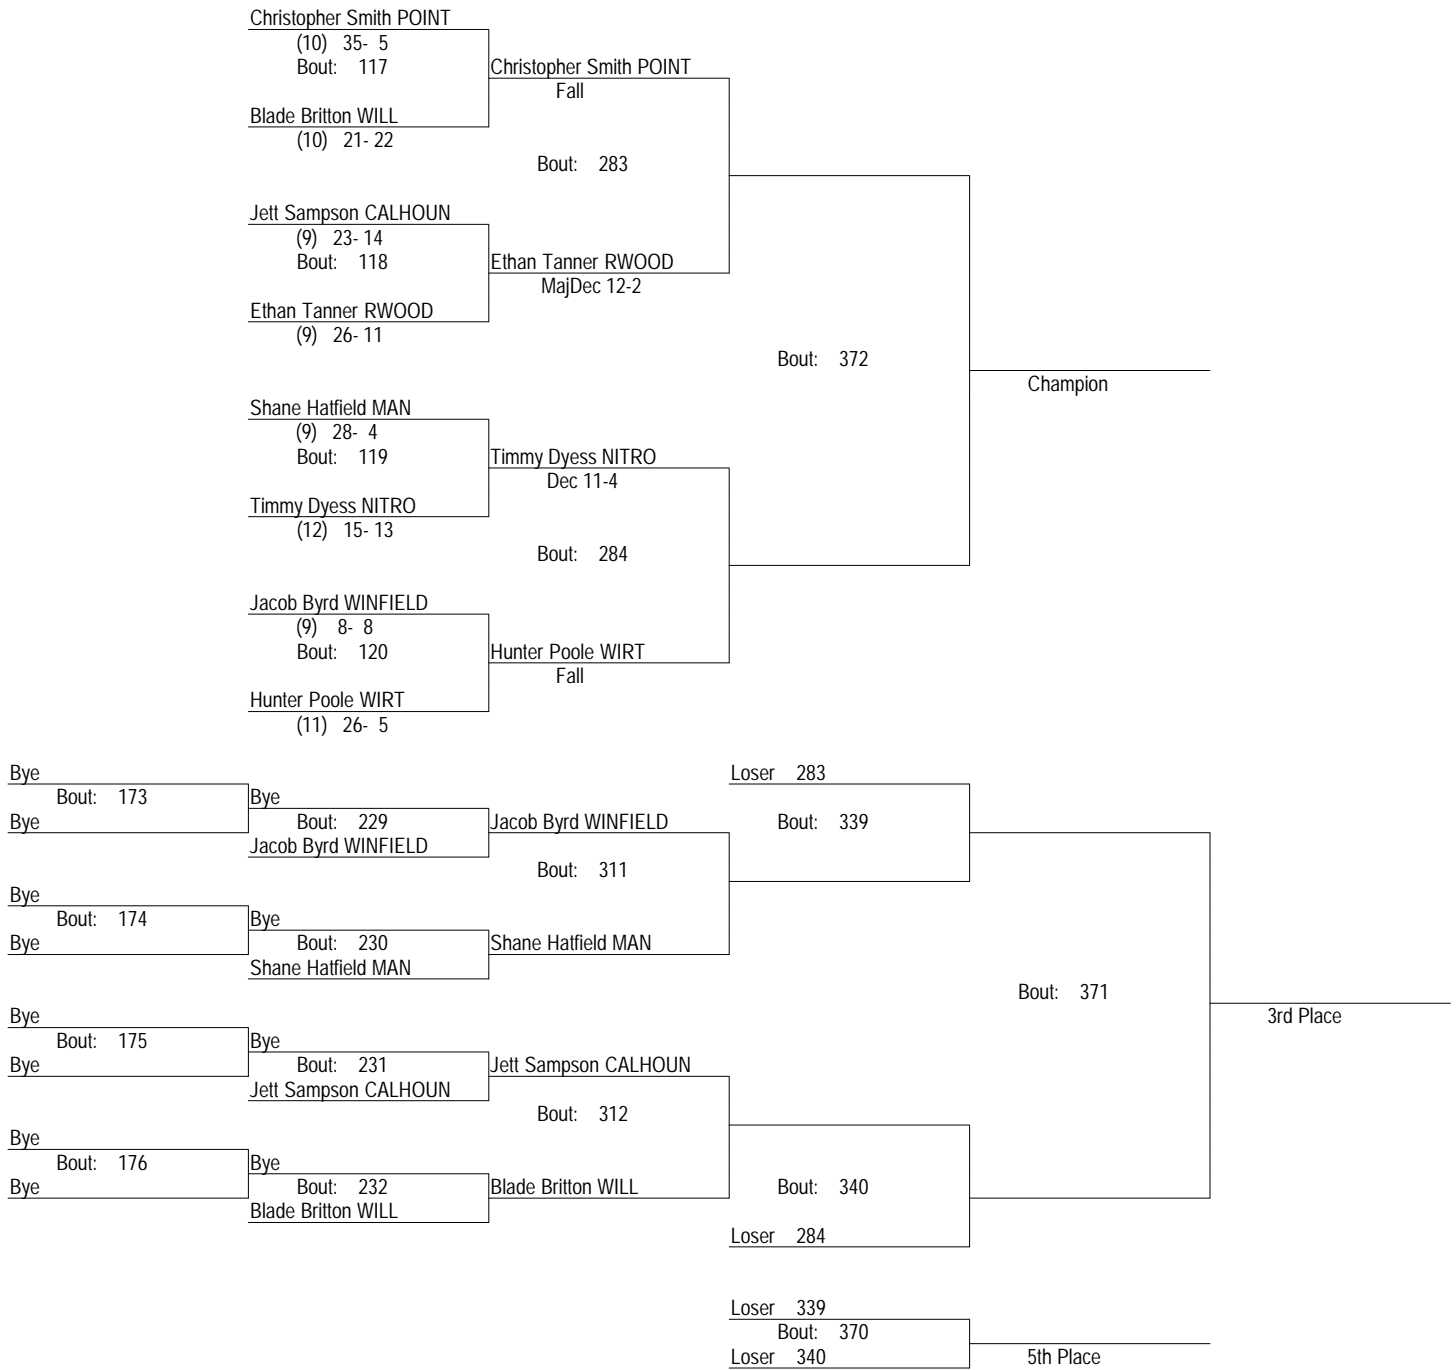 Christopher Smith POINT
(10) 35- 5
Bout: 117
Christopher Smith POINT
Fall
Blade Britton WILL
(10) 21- 22
Bout: 283
Jett Sampson CALHOUN
(9) 23- 14
Bout: 118
Ethan Tanner RWOOD
MajDec 12-2
Ethan Tanner RWOOD
(9) 26- 11
Bout: 372
Champion
Shane Hatfield MAN
(9) 28- 4
Bout: 119
Timmy Dyess NITRO
Dec 11-4
Timmy Dyess NITRO
(12) 15- 13
Bout: 284
Jacob Byrd WINFIELD
(9) 8- 8
Bout: 120
Hunter Poole WIRT
Fall
Hunter Poole WIRT
(11) 26- 5
Bye
Bout: 173
Bye
Bye
Bout: 229
Jacob Byrd WINFIELD
Jacob Byrd WINFIELD
Bout: 311
Loser 283
Bout: 339
Bye
Bout: 174
Bye
Bye
Bout: 230
Shane Hatfield MAN
Shane Hatfield MAN
Bout: 371
3rd Place
Bye
Bout: 175
Bye
Bye
Bout: 231
Jett Sampson CALHOUN
Jett Sampson CALHOUN
Bout: 312
Bye
Bout: 176
Bye
Bye
Bout: 232
Blade Britton WILL
Blade Britton WILL
Bout: 340
Loser 284
Loser 339
Bout: 370
Loser 340
5th Place